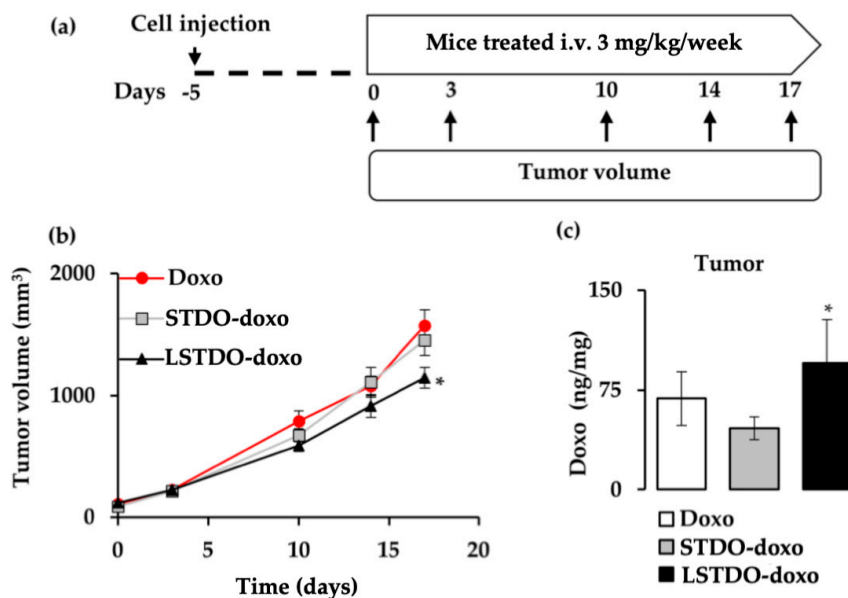 (a)
Cell injection
Mice treated i.v. 3 mg/kg/week
Days -5 0 3 10 14 17
Tumor volume
(b)
Tumor volume (mm³)
2000
1000
0
Doxo
STDO-doxo
LSTDO-doxo
*
0 5 10 15 20
Time (days)
(c)
Tumor
Doxo (ng/mg)
150
75
0
*
Doxo
STDO-doxo
LSTDO-doxo